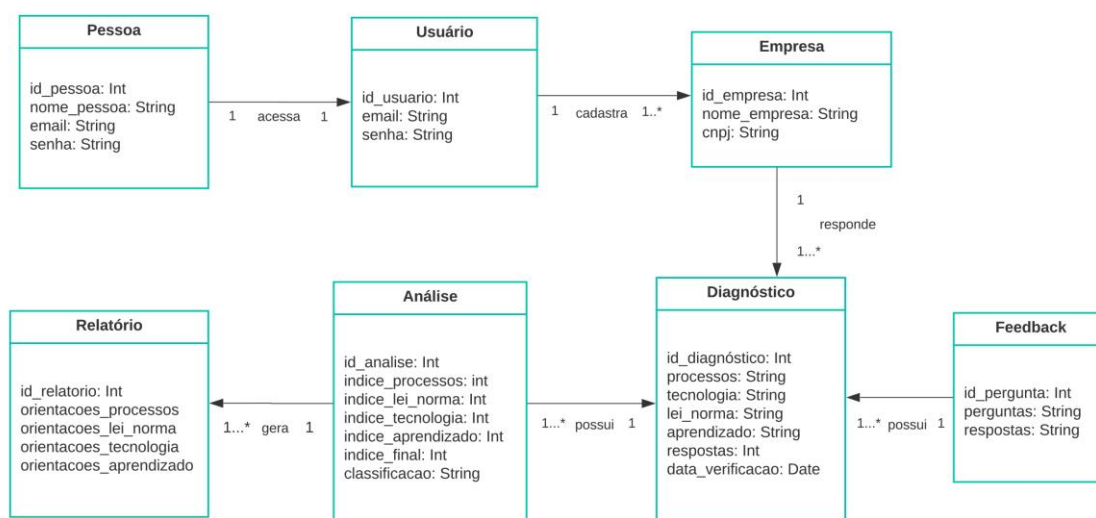 Pessoa
id_pessoa: Int
nome_pessoa: String
email: String
senha: String
1 acessa 1
Usuário
id_usuario: Int
email: String
senha: String
1 cadastra 1..*
Empresa
id_empresa: Int
nome_empresa: String
cnpj: String
1
responde
1...*
Relatório
id_relatorio: Int
orientacoes_processos
orientacoes_lei_norma
orientacoes_tecnologia
orientacoes_aprendizado
1...* gera 1
Análise
id_analise: Int
indice_processos: int
indice_lei_norma: Int
indice_tecnologia: Int
indice_aprendizado: Int
indice_final: Int
classificacao: String
1...* possui 1
Diagnóstico
id_diagnóstico: Int
processos: String
tecnologia: String
lei_norma: String
aprendizado: String
respostas: Int
data_verificacao: Date
1...* possui 1
Feedback
id_pergunta: Int
perguntas: String
respostas: String